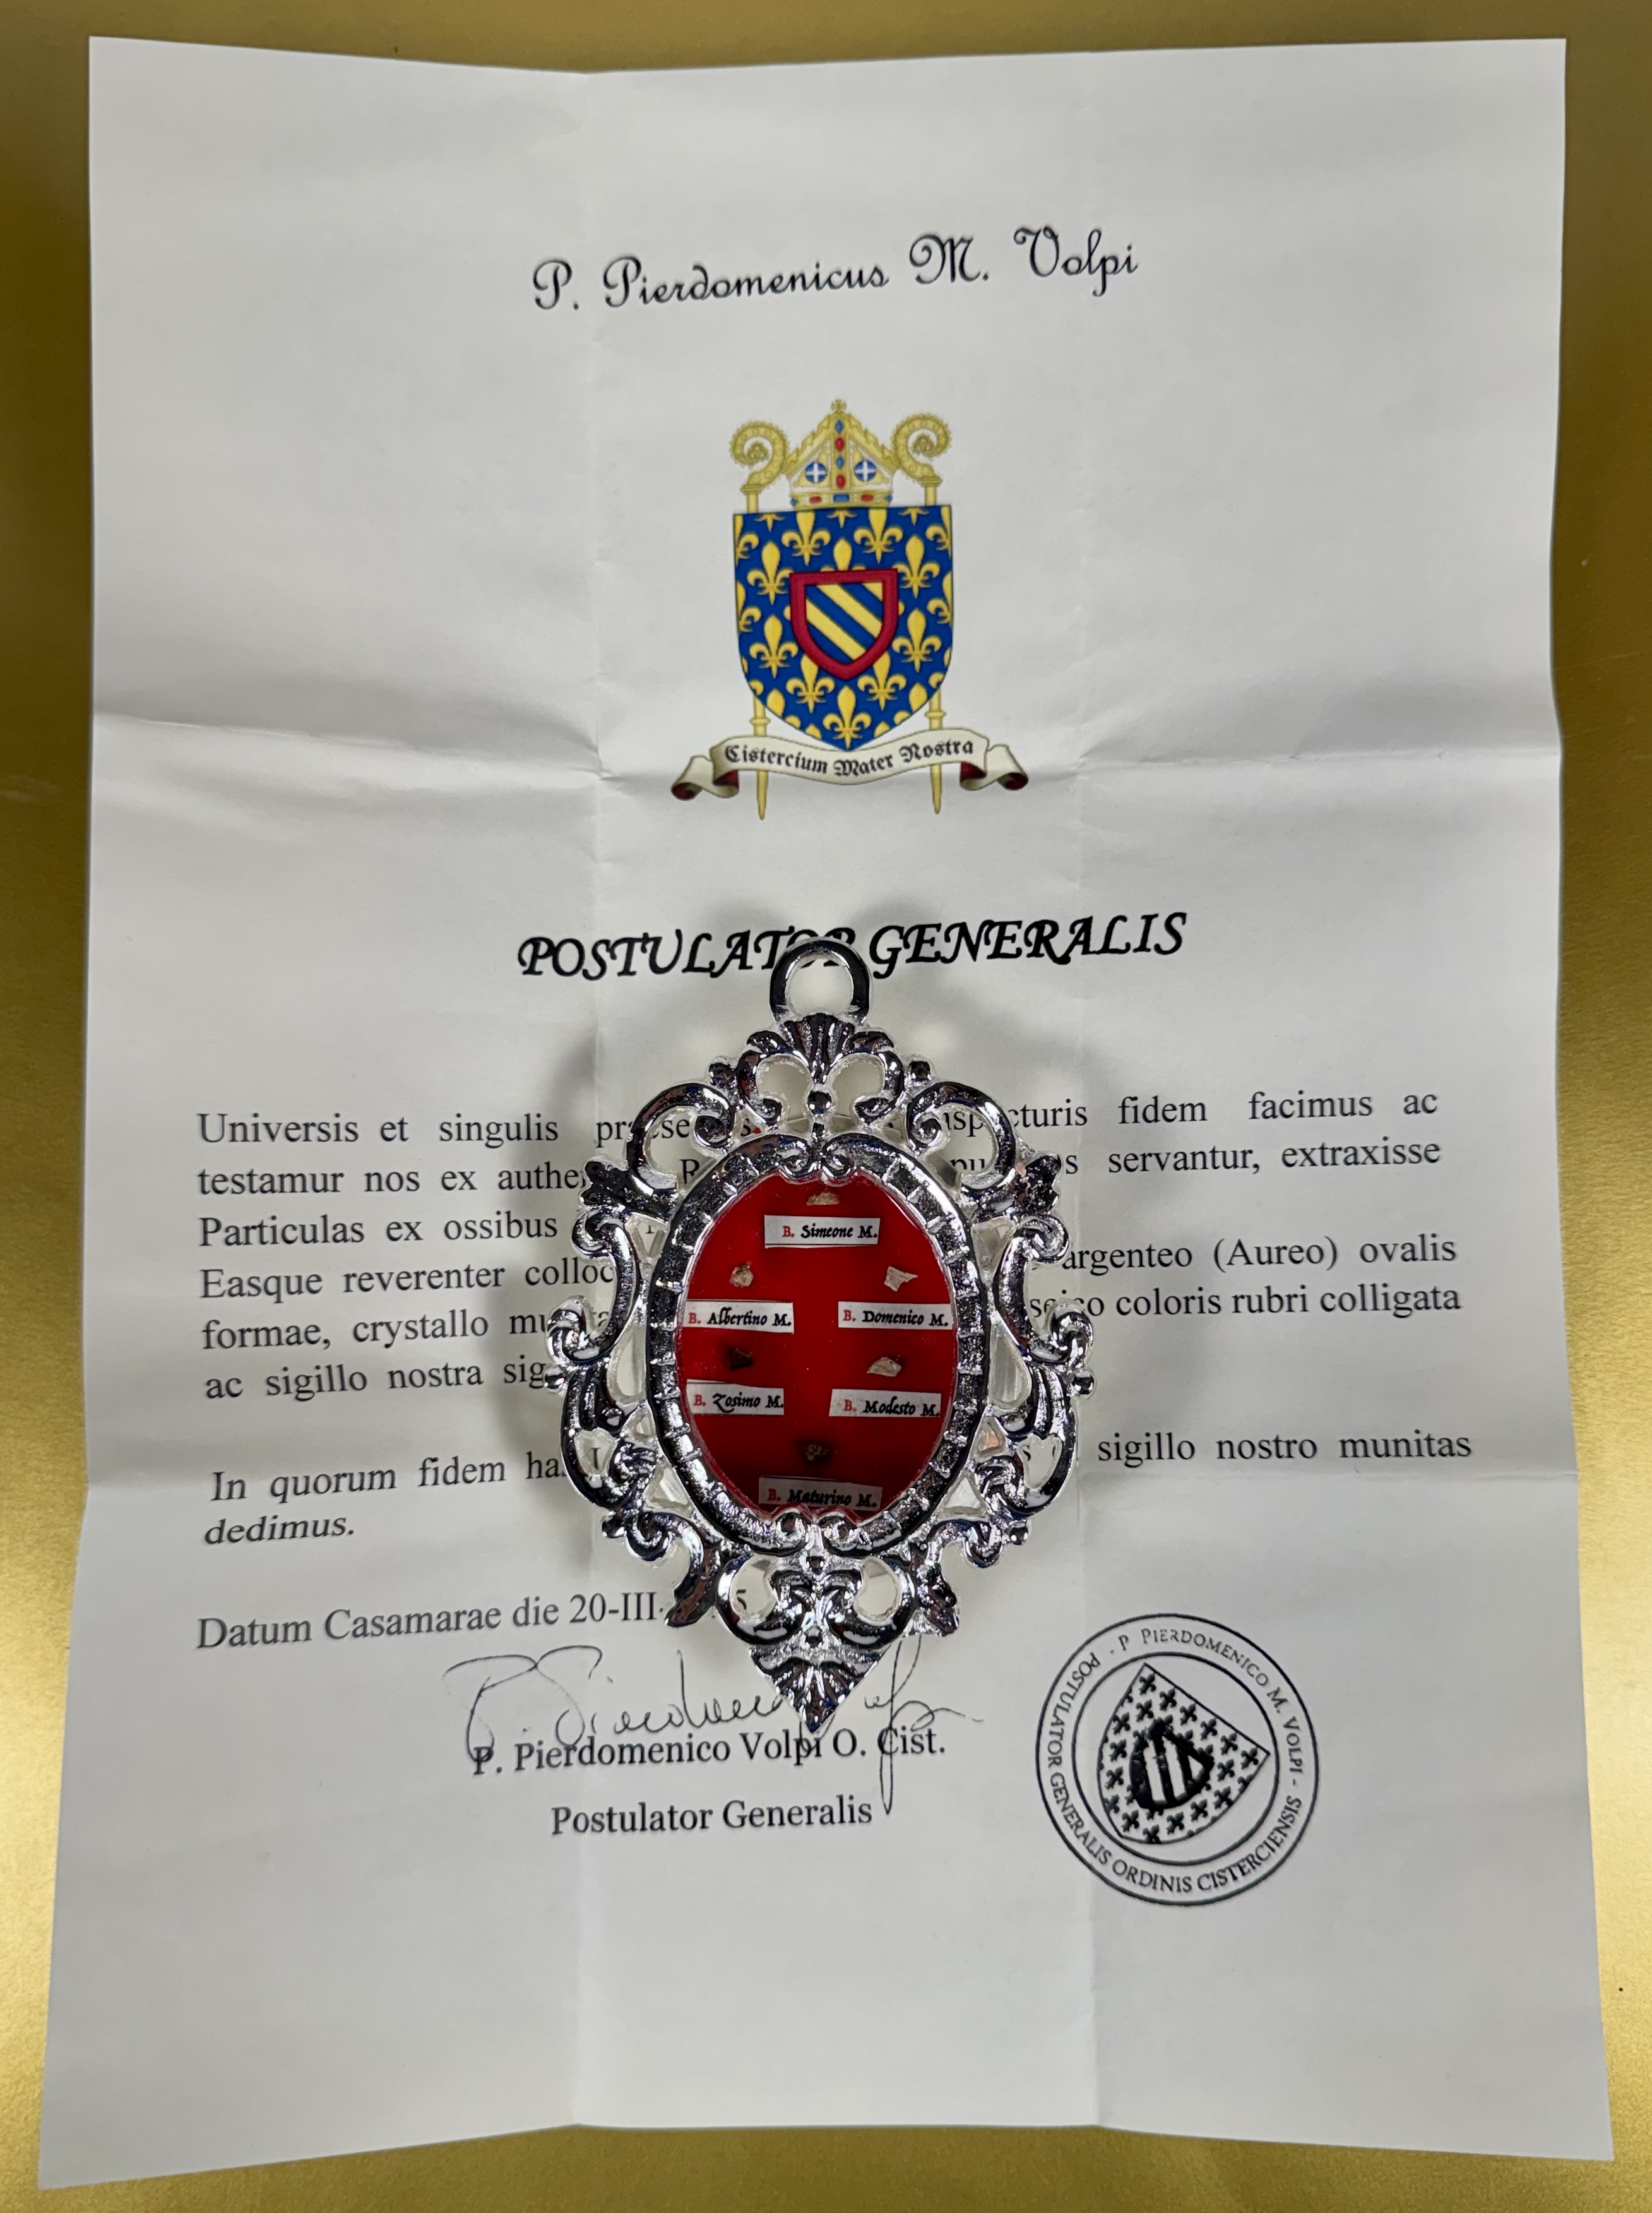 P. Pierdomenicus M. Volpi
Cistercium Mater Nostra
POSTULATOR GENERALIS
Universis et singulis cturis fidem facimus ac
testamur nos ex servantur, extraxisse
Particulas ex ossibus
Easque reverenter argenteo (Aureo) ovalis
formae, crystallo coloris rubri colligata
ac sigillo nostra
In quorum fidem sigillo nostro munitas
dedimus.
Datum Casamarae die 20-III-
P. Pierdomenico Volpi O. Cist.
Postulator Generalis
B. Simeone M.
B. Albertino M.
B. Domenico M.
B. Zosimo M.
B. Modesto M.
B. Maturino M.
P PIERDOMENICO M. VOLPI - POSTULATOR GENERALIS ORDINIS CISTERCIENSIS -